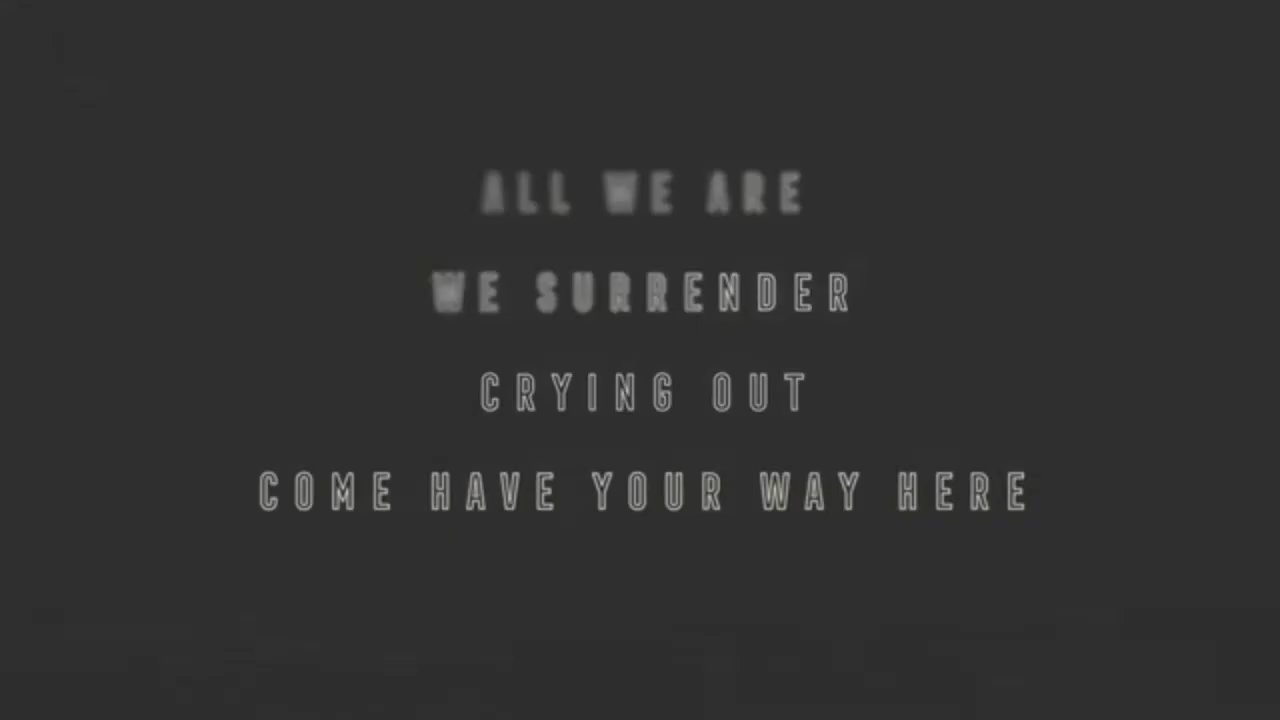 ALL WE ARE
WE SURRENDER
CRYING OUT
COME HAVE YOUR WAY HERE